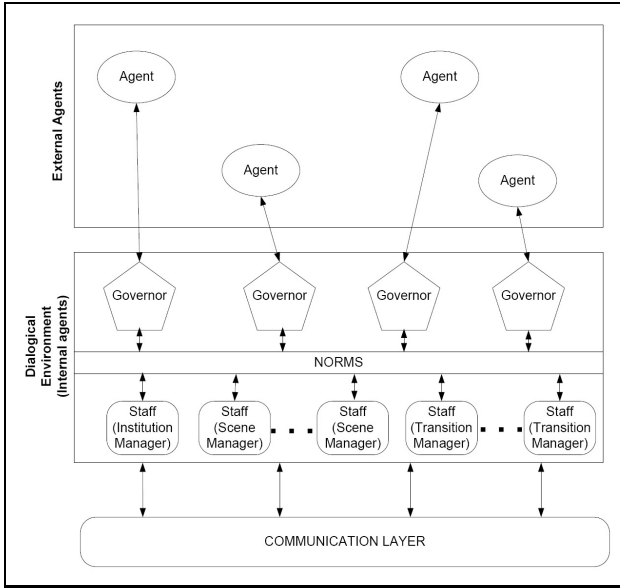 External Agents
Agent
Agent
Agent
Agent
Dialogical
Environment
(Internal agents)
Governor
Governor
Governor
Governor
NORMS
Staff
(Institution
Manager)
Staff
(Scene
Manager)
Staff
(Scene
Manager)
Staff
(Transition
Manager)
Staff
(Transition
Manager)
COMMUNICATION LAYER